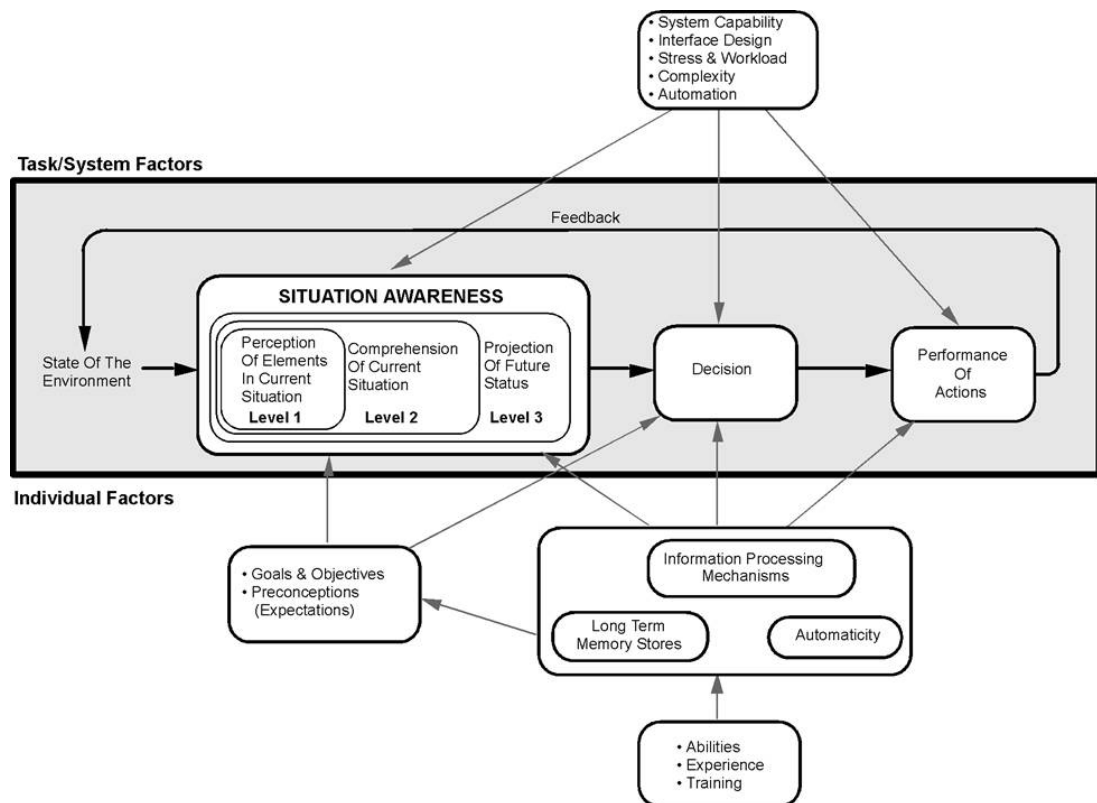 • System Capability
• Interface Design
• Stress & Workload
• Complexity
• Automation
Task/System Factors
Feedback
SITUATION AWARENESS
State Of The
Environment
Perception
Of Elements
In Current
Situation
Level 1
Comprehension
Of Current
Situation
Level 2
Projection
Of Future
Status
Level 3
Decision
Performance
Of
Actions
Individual Factors
• Goals & Objectives
• Preconceptions
(Expectations)
Information Processing
Mechanisms
Long Term
Memory Stores
Automaticity
• Abilities
• Experience
• Training